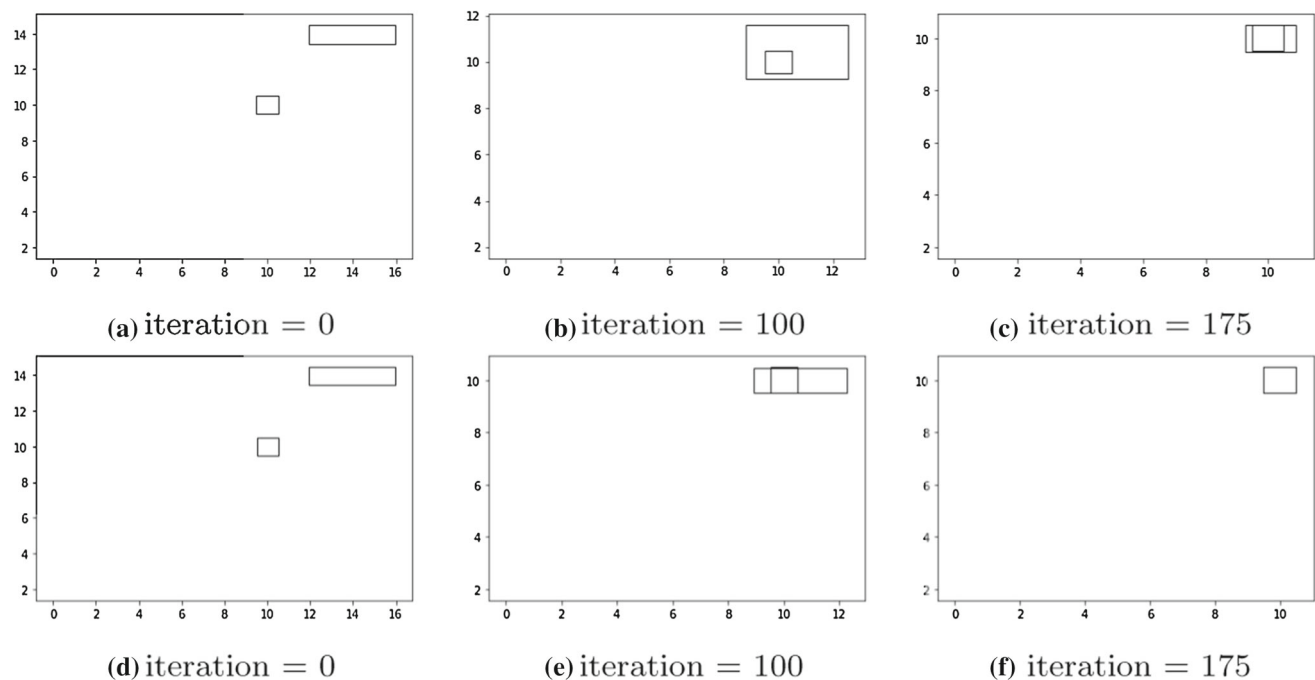 14
12
10
8
6
4
2
0 2 4 6 8 10 12 14 16
(a) iteration = 0
12
10
8
6
4
2
0 2 4 6 8 10 12
(b) iteration = 100
10
8
6
4
2
0 2 4 6 8 10
(c) iteration = 175
14
12
10
8
6
4
2
0 2 4 6 8 10 12 14 16
(d) iteration = 0
10
8
6
4
2
0 2 4 6 8 10 12
(e) iteration = 100
10
8
6
4
2
0 2 4 6 8 10
(f) iteration = 175